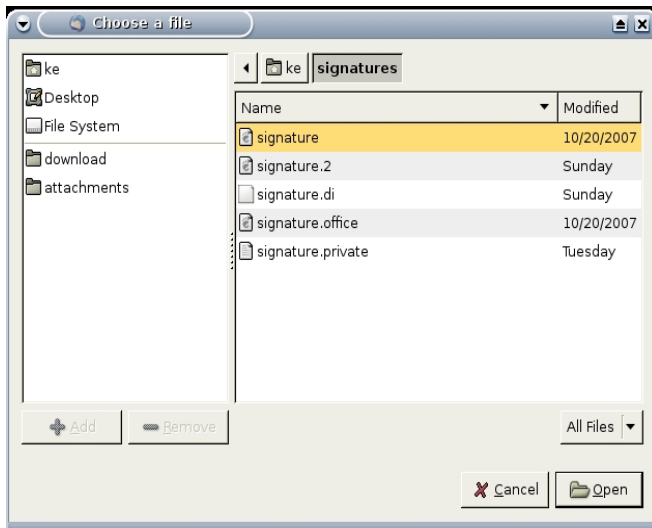 Choose a file
ke
Desktop
File System
download
attachments
ke signatures
Name Modified
signature 10/20/2007
signature.2 Sunday
signature.di Sunday
signature.office 10/20/2007
signature.private Tuesday
Add Remove
All Files
Cancel Open